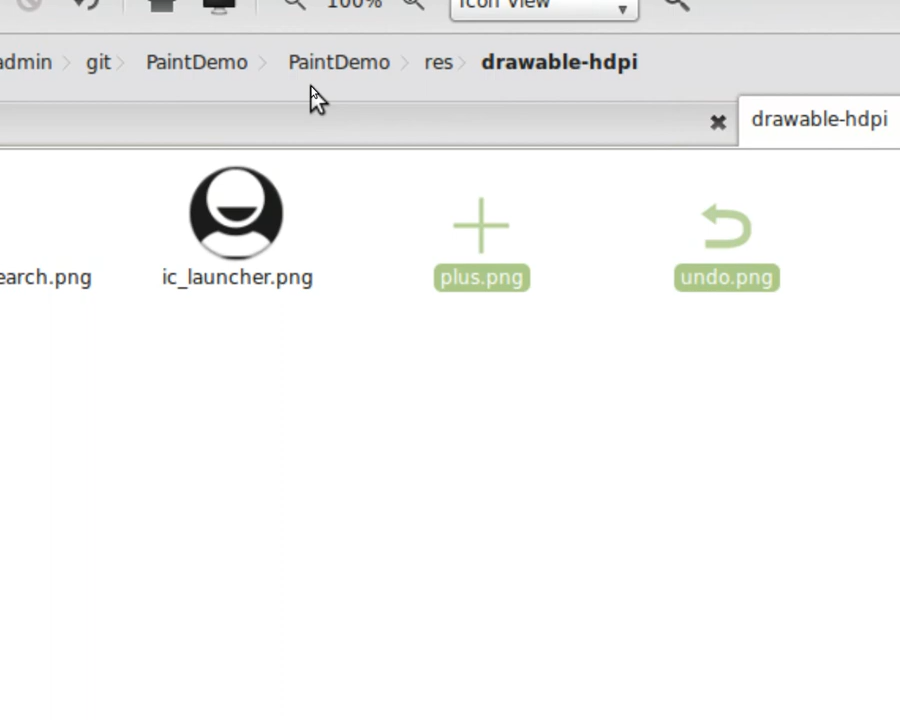 100%
Icon View
admin git PaintDemo PaintDemo res drawable-hdpi
drawable-hdpi
earch.png ic_launcher.png plus.png undo.png